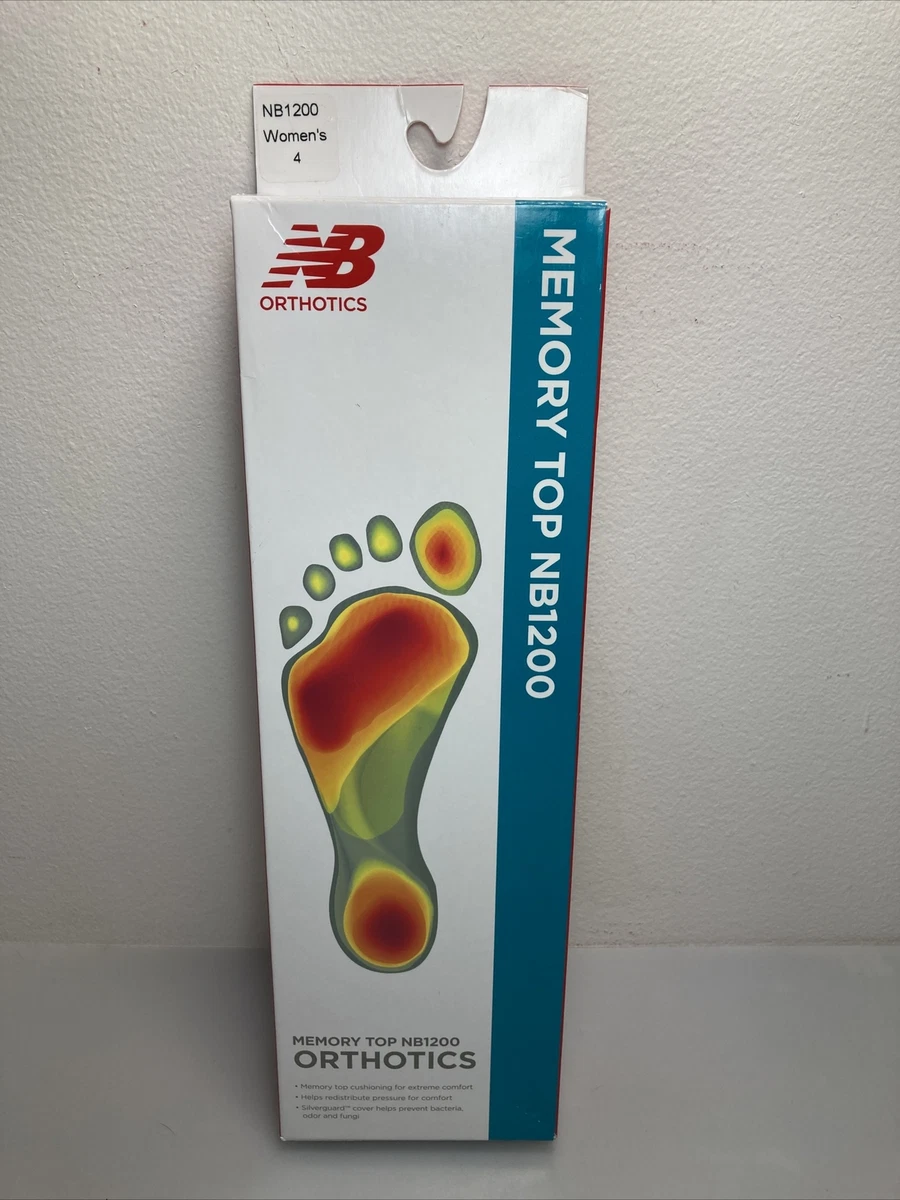 NB1200
Women's
4
NB
ORTHOTICS
MEMORY TOP NB1200
MEMORY TOP NB1200
ORTHOTICS
• Memory top cushioning for extreme comfort
• Helps redistribute pressure for comfort
• Silverguard™ cover helps prevent bacteria,
odor and fungi